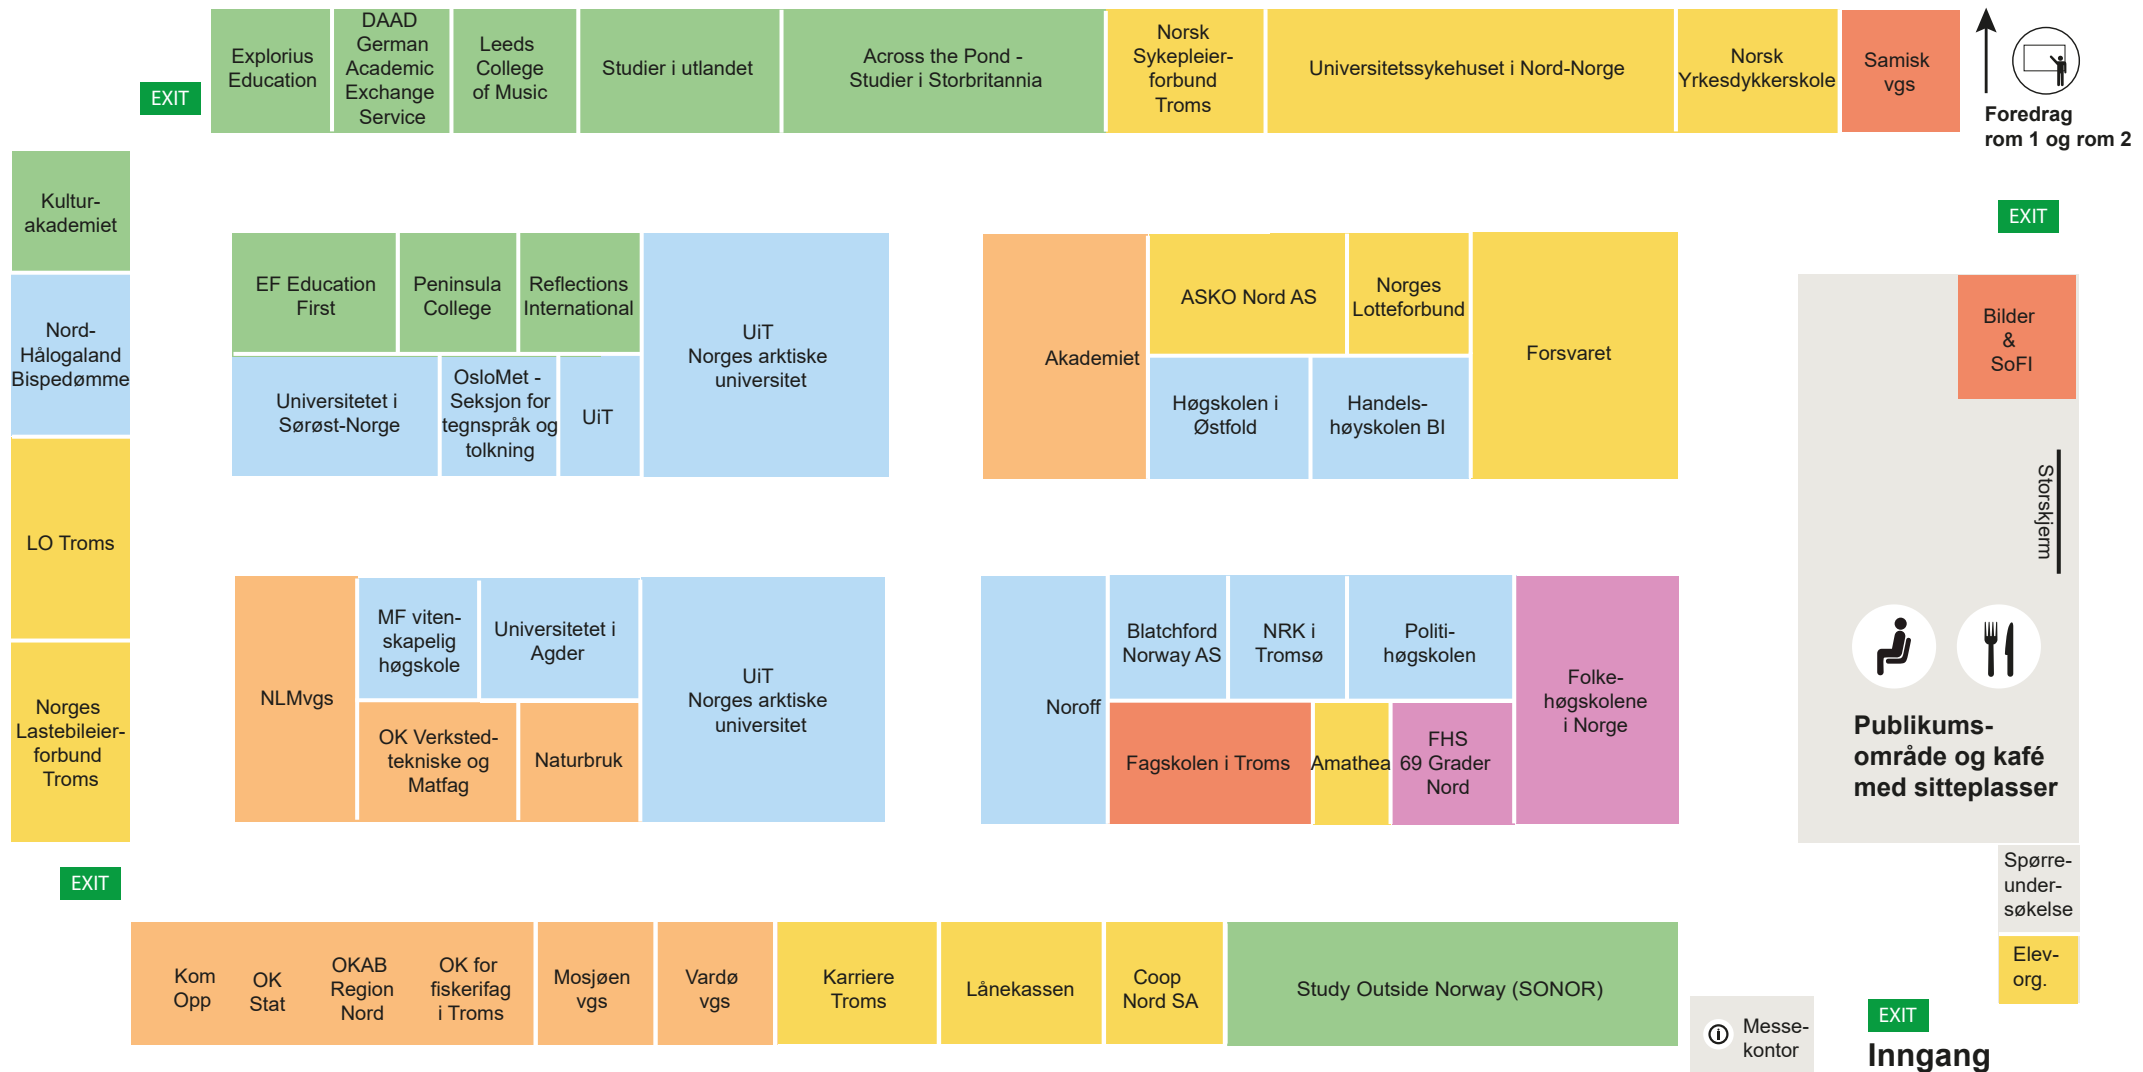 Explorius
Education
DAAD
German
Academic
Exchange
Service
Leeds
College
of Music
Studier i utlandet
Across the Pond -
Studier i Storbritannia
Norsk
Sykepleier-
forbund
Troms
Universitetssykehuset i Nord-Norge
Norsk
Yrkesdykkerskole
Samisk
vgs
Foredrag
rom 1 og rom 2
EXIT
EXIT
Kultur-
akademiet
Nord-
Hålogaland
Bispedømme
LO Troms
Norges
Lastebileier-
forbund
Troms
EXIT
EF Education
First
Peninsula
College
Reflections
International
UiT
Norges arktiske
universitet
Universitetet i
Sørøst-Norge
OsloMet -
Seksjon for
tegnspråk og
tolkning
UiT
Akademiet
ASKO Nord AS
Norges
Lotteforbund
Forsvaret
Høgskolen i
Østfold
Handels-
høyskolen BI
Bilder
&
SoFI
Storskjerm
NLMvgs
MF viten-
skapelig
høgskole
Universitetet i
Agder
UiT
Norges arktiske
universitet
OK Verksted-
tekniske og
Matfag
Naturbruk
Noroff
Blatchford
Norway AS
NRK i
Tromsø
Politi-
høgskolen
Folke-
høgskolene
i Norge
Fagskolen i Troms
Amathea
FHS
69 Grader
Nord
Publikums-
område og kafé
med sitteplasser
Spørre-
under-
søkelse
Elev-
org.
Kom
Opp
OK
Stat
OKAB
Region
Nord
OK for
fiskerifag
i Troms
Mosjøen
vgs
Vardø
vgs
Karriere
Troms
Lånekassen
Coop
Nord SA
Study Outside Norway (SONOR)
Messe-
kontor
EXIT
Inngang